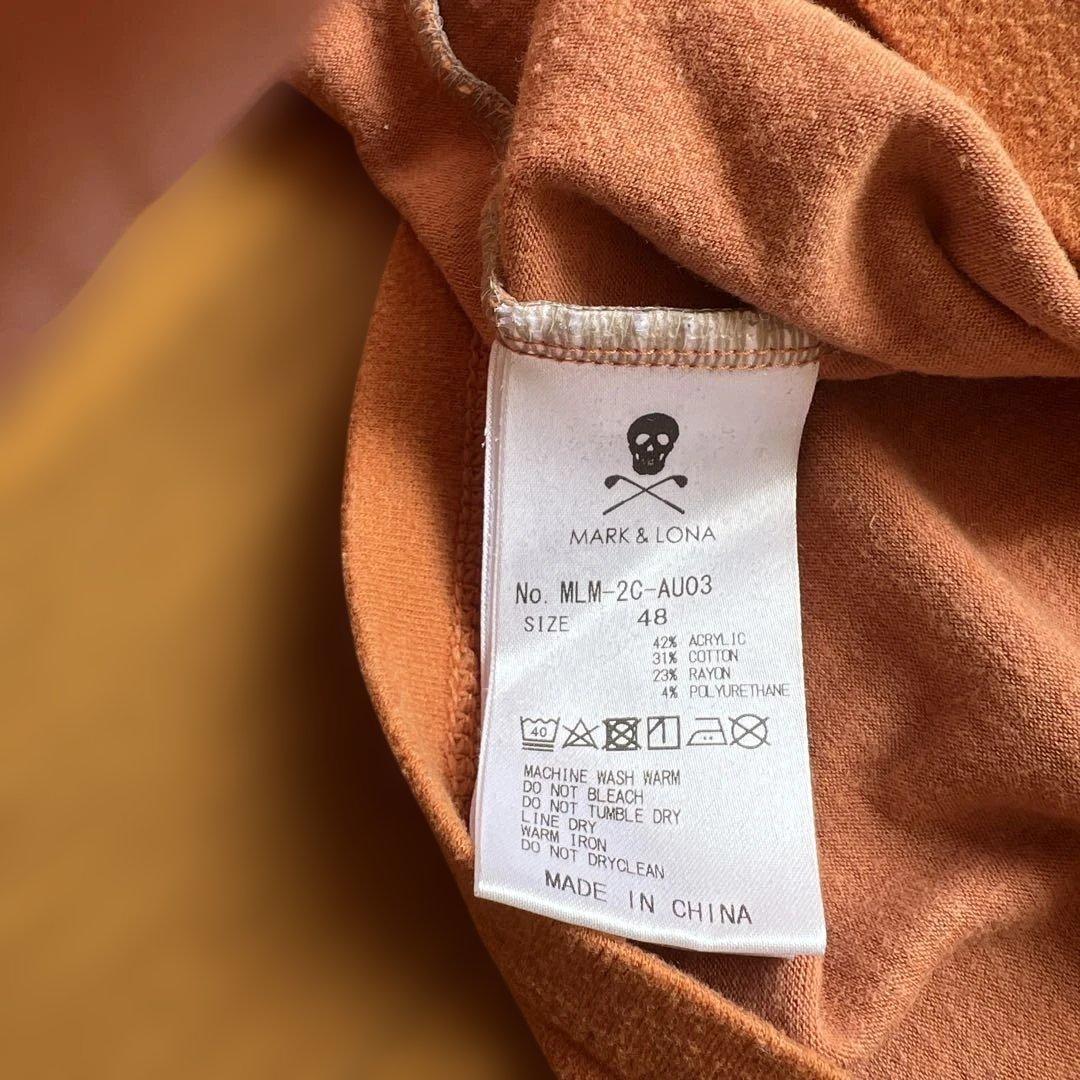 MARK & LONA
No. MLM-2C-AU03
SIZE 48
42% ACRYLIC
31% COTTON
23% RAYON
4% POLYURETHANE
40
MACHINE WASH WARM
DO NOT BLEACH
DO NOT TUMBLE DRY
LINE DRY
WARM IRON
DO NOT DRYCLEAN
MADE IN CHINA